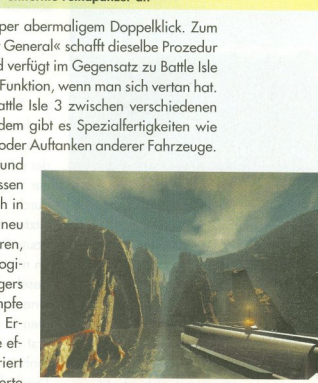 per abermaligem Doppelklick. Zum
General« schafft dieselbe Prozedur
verfügt im Gegensatz zu Battle Isle
Funktion, wenn man sich vertan hat.
Isle 3 zwischen verschiedenen
dem gibt es Spezialfertigkeiten wie
oder Auftanken anderer Fahrzeuge.
und
ssen
h in
neu
ren,
ogi-
gers
mpfe
Er-
e ef-
riert